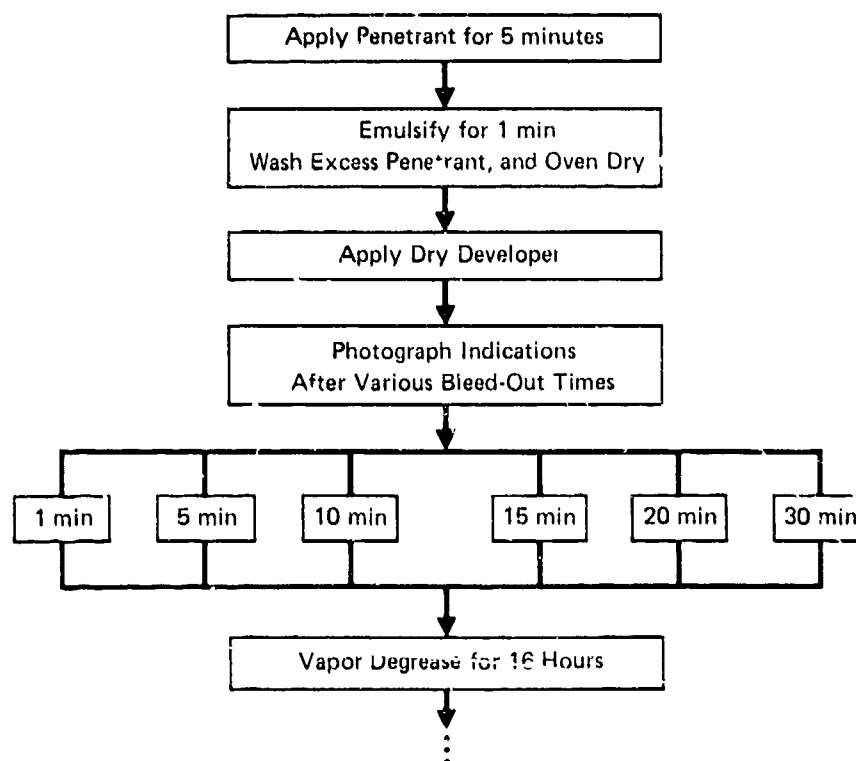 Apply Penetrant for 5 minutes
Emulsify for 1 min
Wash Excess Penetrant, and Oven Dry
Apply Dry Developer
Photograph Indications
After Various Bleed-Out Times
1 min
5 min
10 min
15 min
20 min
30 min
Vapor Degrease for 16 Hours